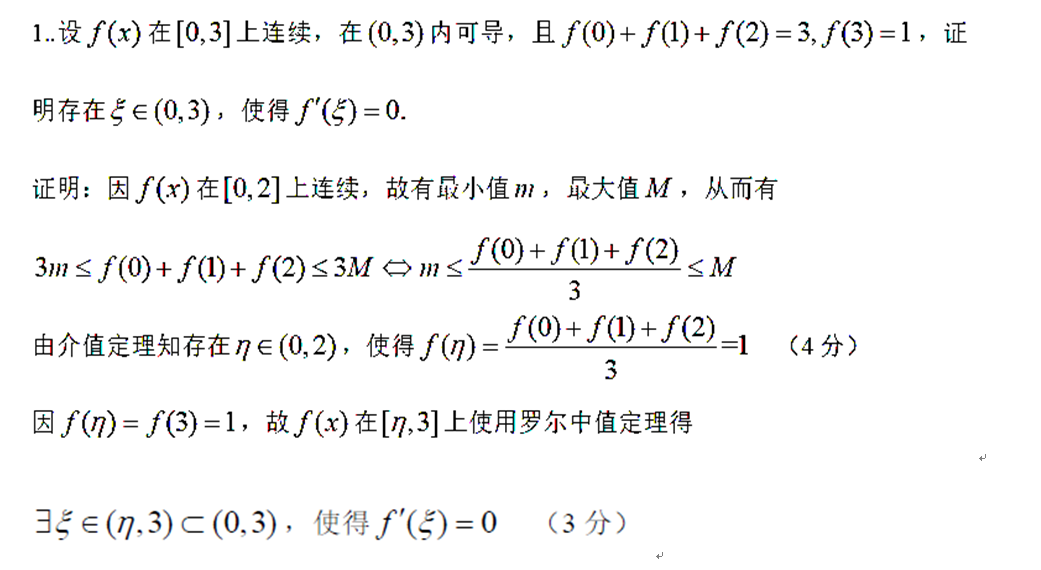 1..设 f(x) 在 [0,3] 上连续，在 (0,3) 内可导，且 f(0)+f(1)+f(2)=3, f(3)=1，证
明存在 ξ∈(0,3)，使得 f′(ξ)=0.
证明：因 f(x) 在 [0,2] 上连续，故有最小值 m，最大值 M，从而有
3m≤f(0)+f(1)+f(2)≤3M⇔m≤\frac{f(0)+f(1)+f(2)}{3}≤M
由介值定理知存在 η∈(0,2)，使得 f(η)=\frac{f(0)+f(1)+f(2)}{3}=1 （4 分）
因 f(η)=f(3)=1，故 f(x) 在 [η,3] 上使用罗尔中值定理得
∃ξ∈(η,3)⊂(0,3)，使得 f′(ξ)=0 （3 分）